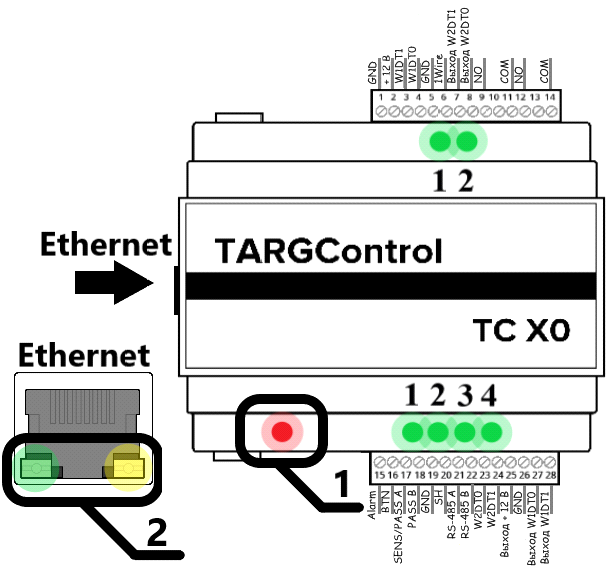 GND
+ 12 В
W1DT1
W1DT0
GND
1Wire
Выход W2DT1
Выход W2DT0
NO
COM
NO
COM
1 2 3 4 5 6 7 8 9 10 11 12 13 14
1 2
Ethernet
TARGControl
TC X0
Ethernet
1 2 3 4
1
2
15 16 17 18 19 20 21 22 23 24 25 26 27 28
Alarm
BTN
SENS/PASS A
PASS B
GND
SH
RS-485 A
RS-485 B
W2DT0
W2DT1
Выход + 12 В
GND
Выход W1DT0
Выход W1DT1